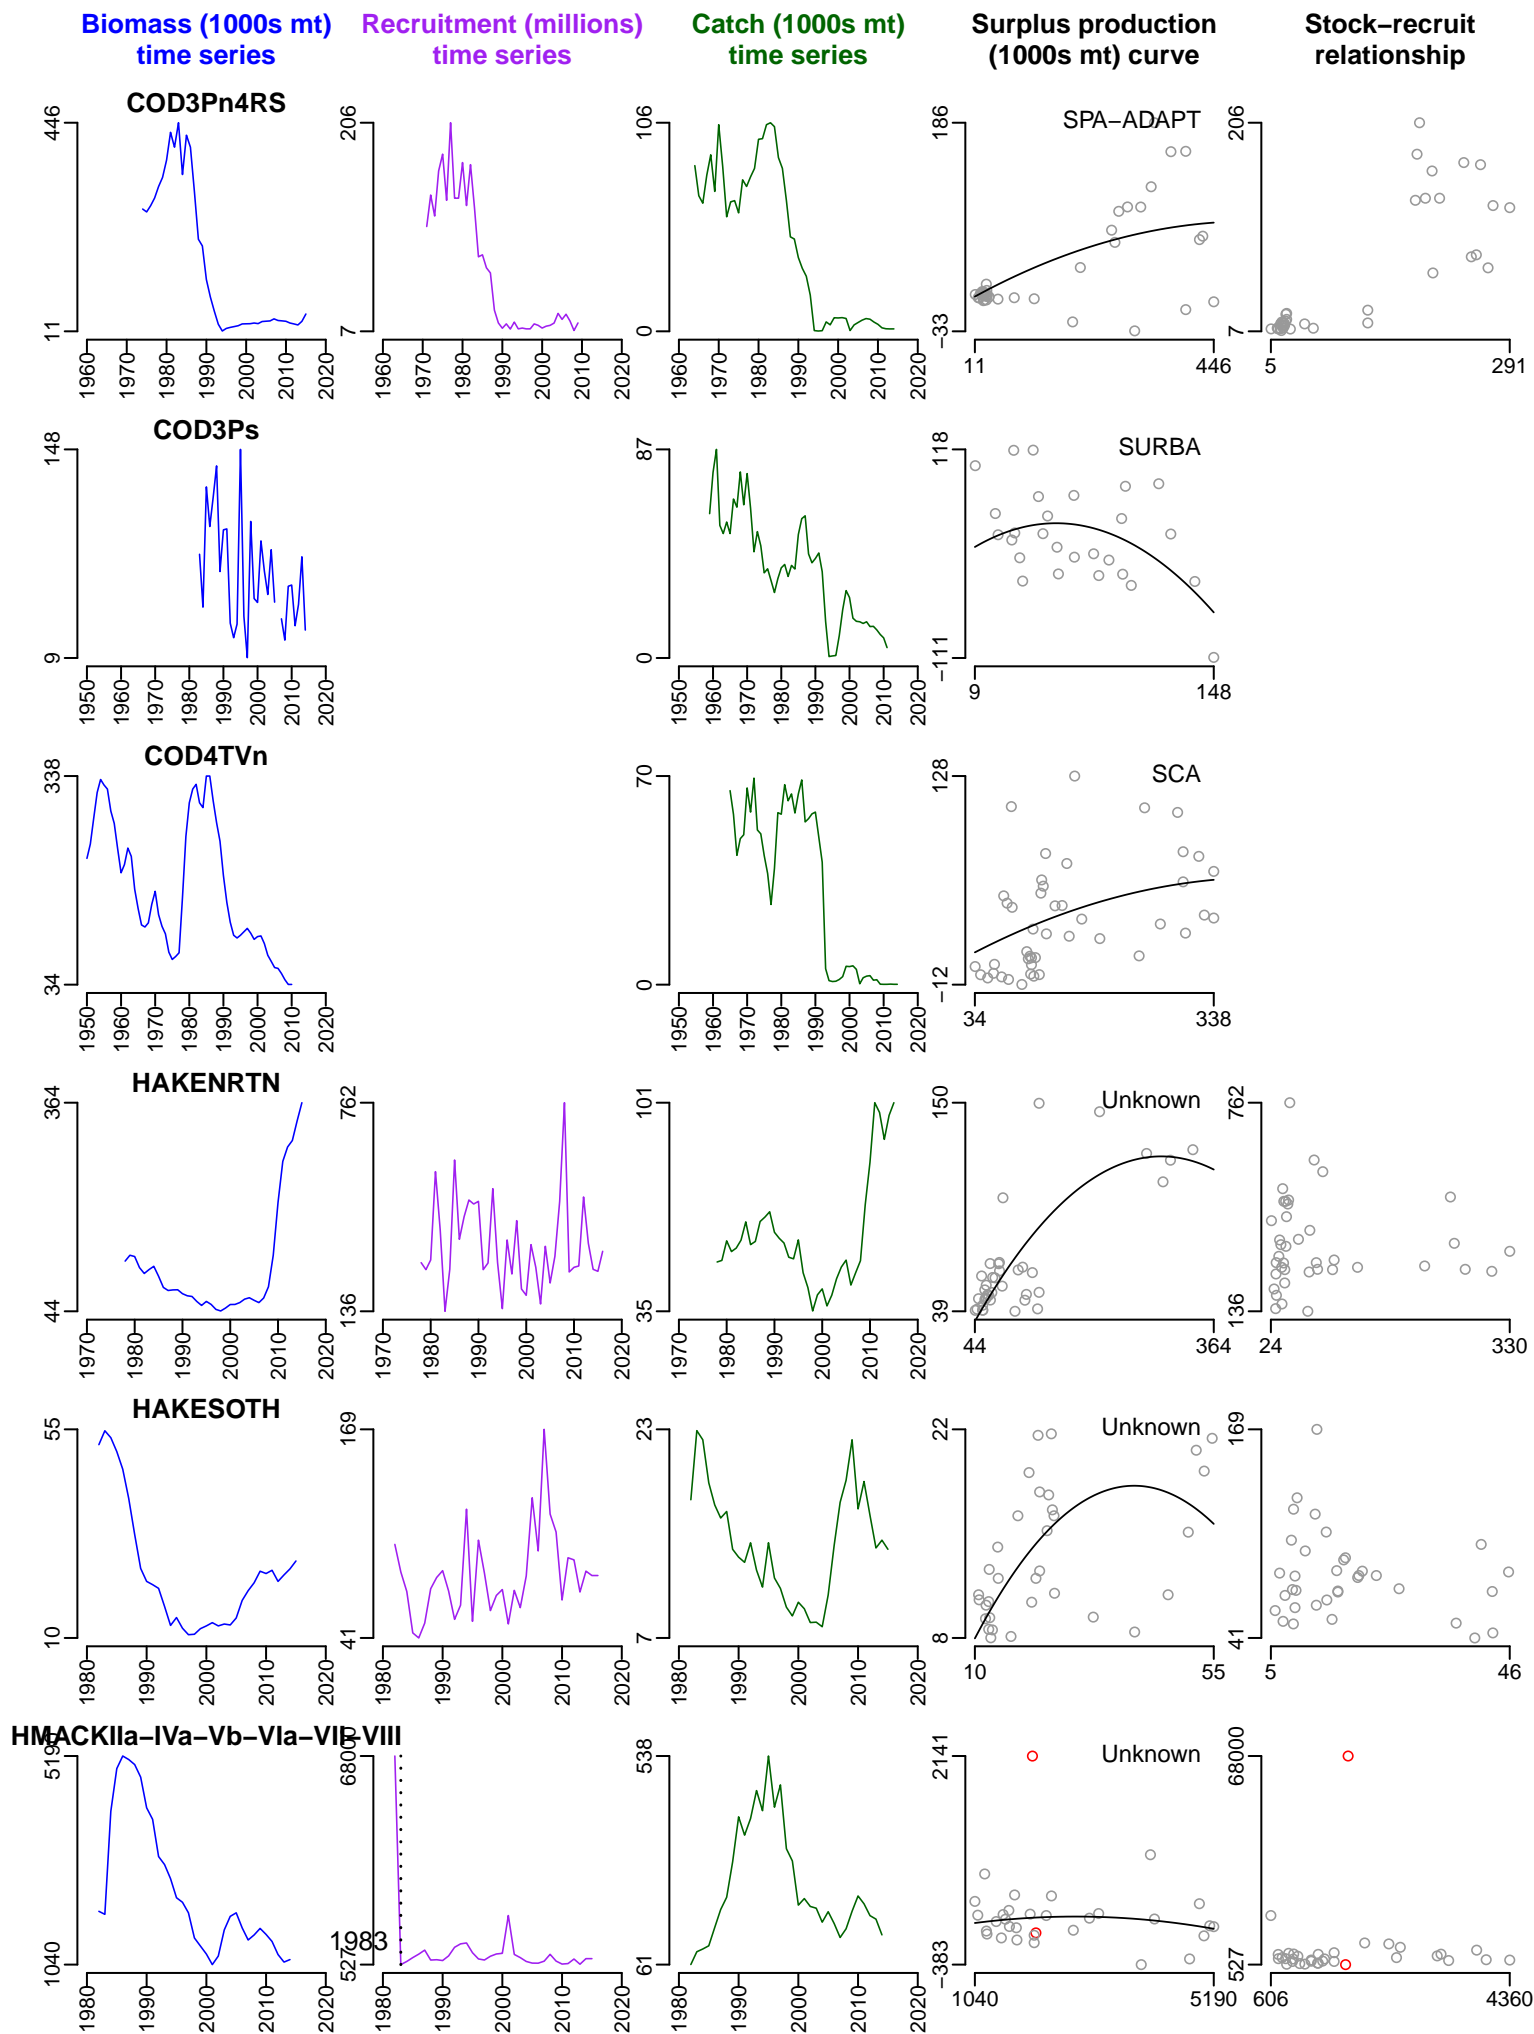 Biomass (1000s mt)
time series
Recruitment (millions)
time series
Catch (1000s mt)
time series
Surplus production
(1000s mt) curve
Stock−recruit
relationship
COD3Pn4RS
446
11
1960 1970 1980 1990 2000 2010 2020
206
7
1960 1970 1980 1990 2000 2010 2020
106
0
1960 1970 1980 1990 2000 2010 2020
SPA−ADAPT
186
−33
11 446
206
7
5 291
COD3Ps
148
9
1950 1960 1970 1980 1990 2000 2010 2020
87
0
1950 1960 1970 1980 1990 2000 2010 2020
SURBA
118
−111
9 148
COD4TVn
338
34
1950 1960 1970 1980 1990 2000 2010 2020
70
0
1950 1960 1970 1980 1990 2000 2010 2020
SCA
128
−12
34 338
HAKENRTN
364
44
1970 1980 1990 2000 2010 2020
762
136
1970 1980 1990 2000 2010 2020
101
35
1970 1980 1990 2000 2010 2020
Unknown
150
39
44 364
762
136
24 330
HAKESOTH
55
10
1980 1990 2000 2010 2020
169
41
1980 1990 2000 2010 2020
23
7
1980 1990 2000 2010 2020
Unknown
22
8
10 55
169
41
5 46
HMACKIIa−IVa−Vb−VIa−VII−VIII
5190
1040
1980 1990 2000 2010 2020
68000
527
1983
1980 1990 2000 2010 2020
538
61
1980 1990 2000 2010 2020
Unknown
2141
−383
1040 5190
68000
527
606 4360